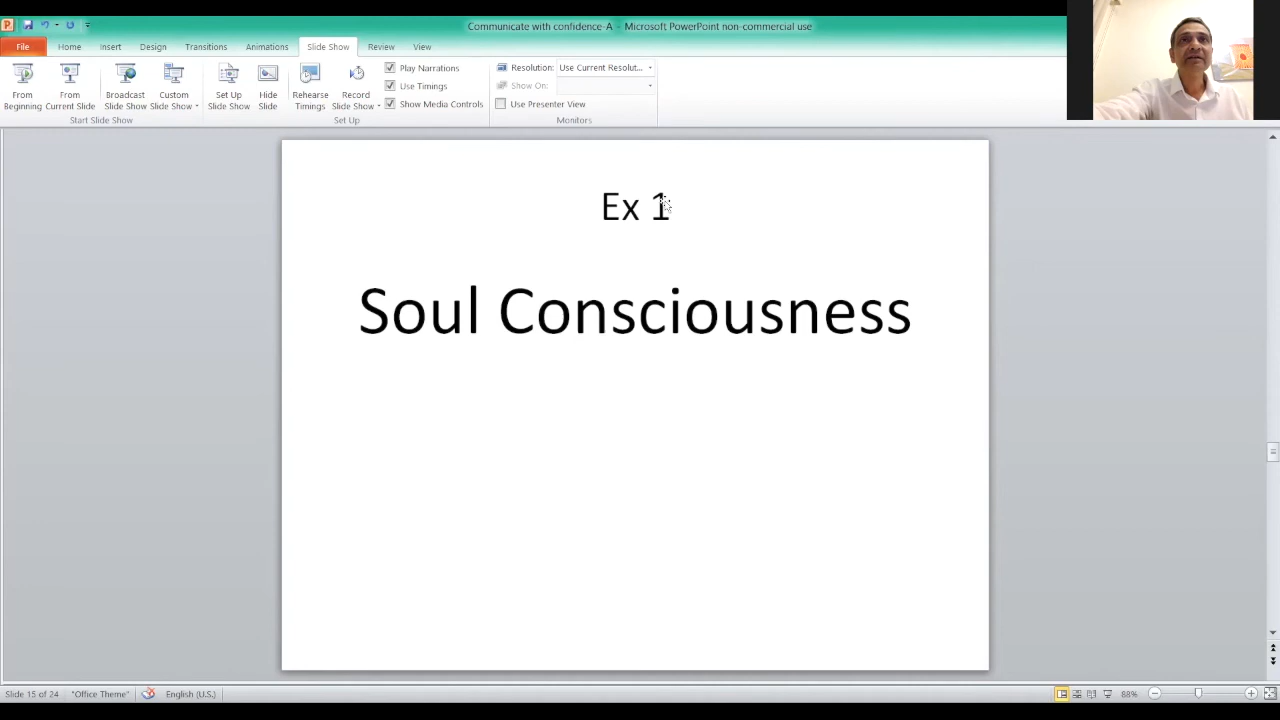 Communicate with confidence-A - Microsoft PowerPoint non-commercial use
File Home Insert Design Transitions Animations Slide Show Review View
From Beginning
From Current Slide
Broadcast Slide Show
Custom Slide Show
Start Slide Show
Set Up Slide Show
Hide Slide
Rehearse Timings
Record Slide Show
Play Narrations
Use Timings
Show Media Controls
Set Up
Resolution: Use Current Resolut...
Show On:
Use Presenter View
Monitors
Ex 1
Soul Consciousness
Slide 15 of 24 "Office Theme" English (U.S.) 88%